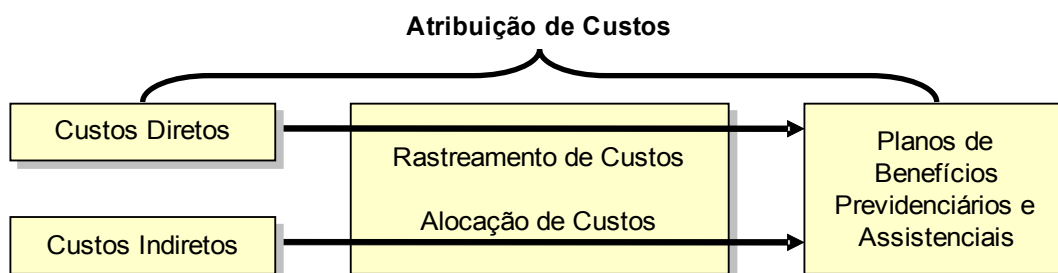 Atribuição de Custos
Custos Diretos
Rastreamento de Custos
Alocação de Custos
Custos Indiretos
Planos de
Benefícios
Previdenciários e
Assistenciais